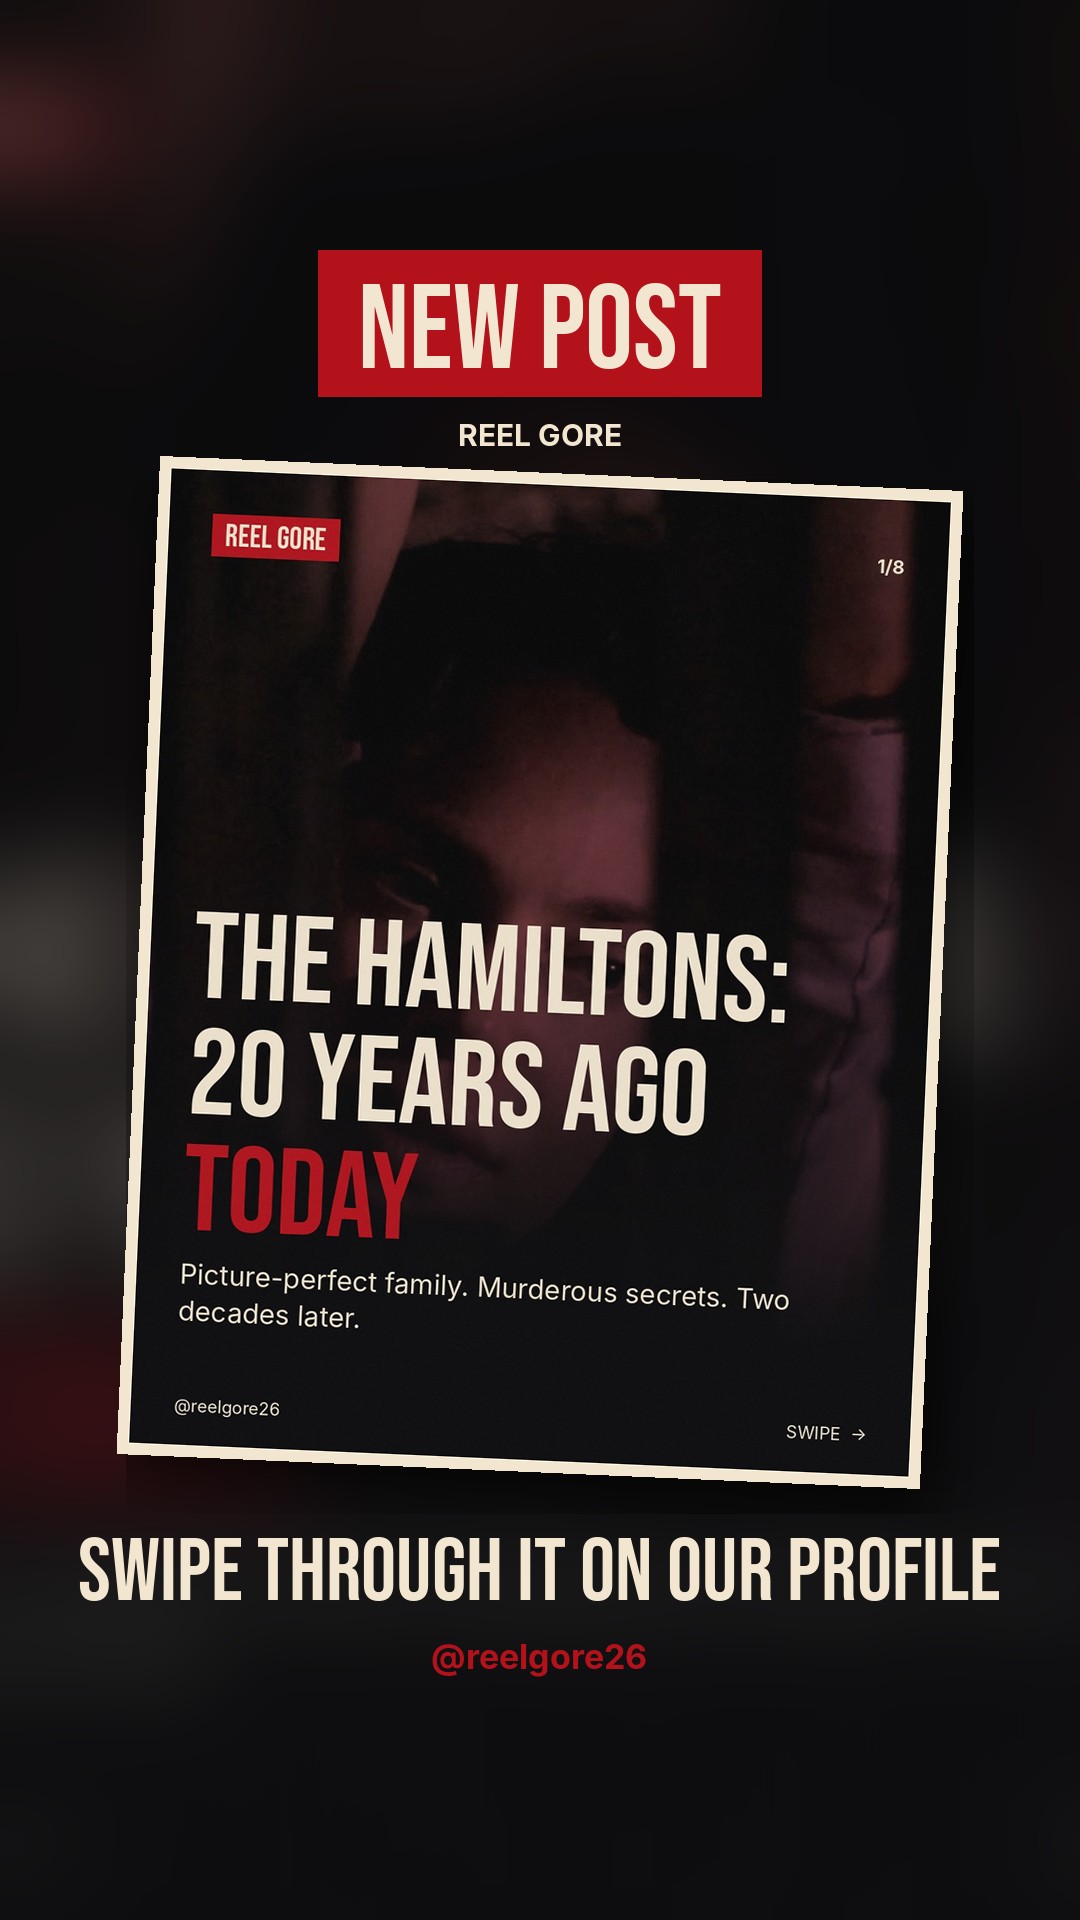 NEW POST
REEL GORE
REEL GORE
1/8
THE HAMILTONS:
20 YEARS AGO
TODAY
Picture-perfect family. Murderous secrets. Two
decades later.
@reelgore26
SWIPE →
SWIPE THROUGH IT ON OUR PROFILE
@reelgore26